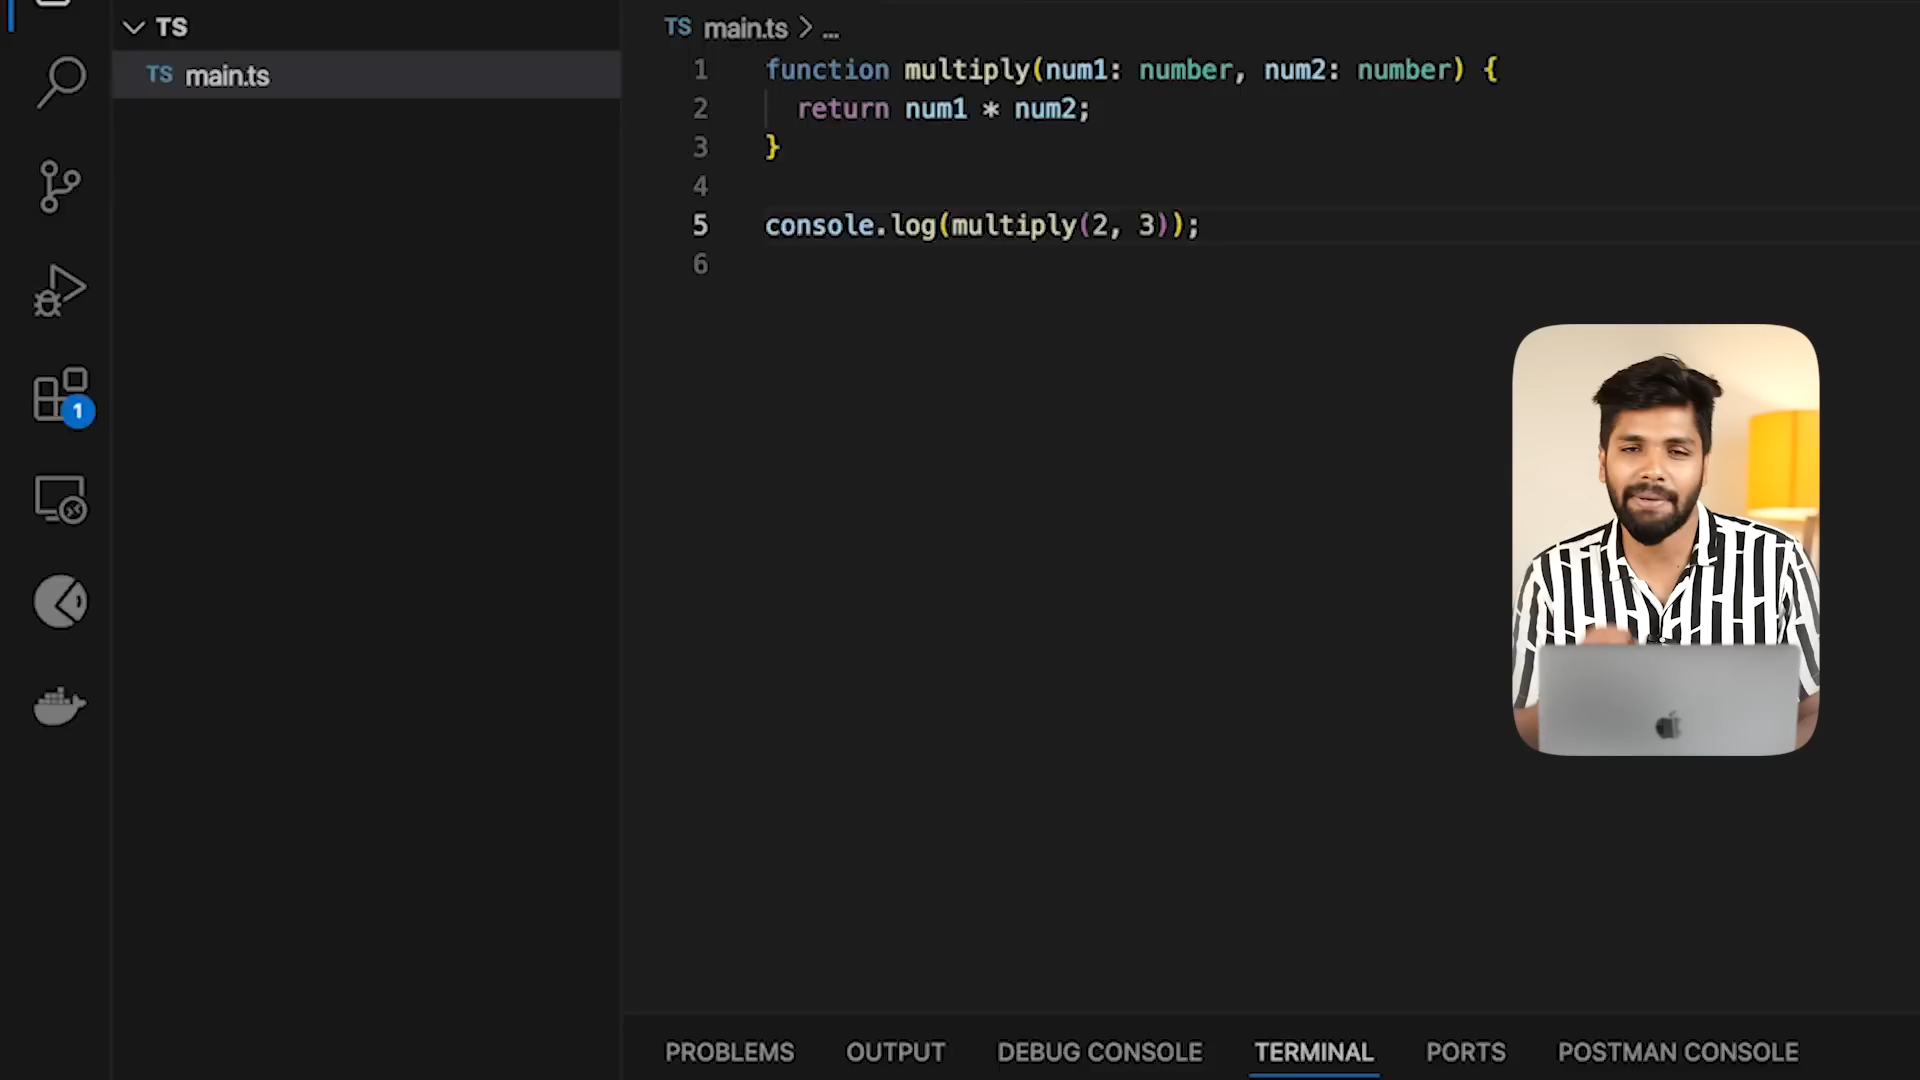 TS
TS main.ts
TS main.ts > ...
1 function multiply(num1: number, num2: number) {
2 return num1 * num2;
3 }
4
5 console.log(multiply(2, 3));
6
1
PROBLEMS OUTPUT DEBUG CONSOLE TERMINAL PORTS POSTMAN CONSOLE